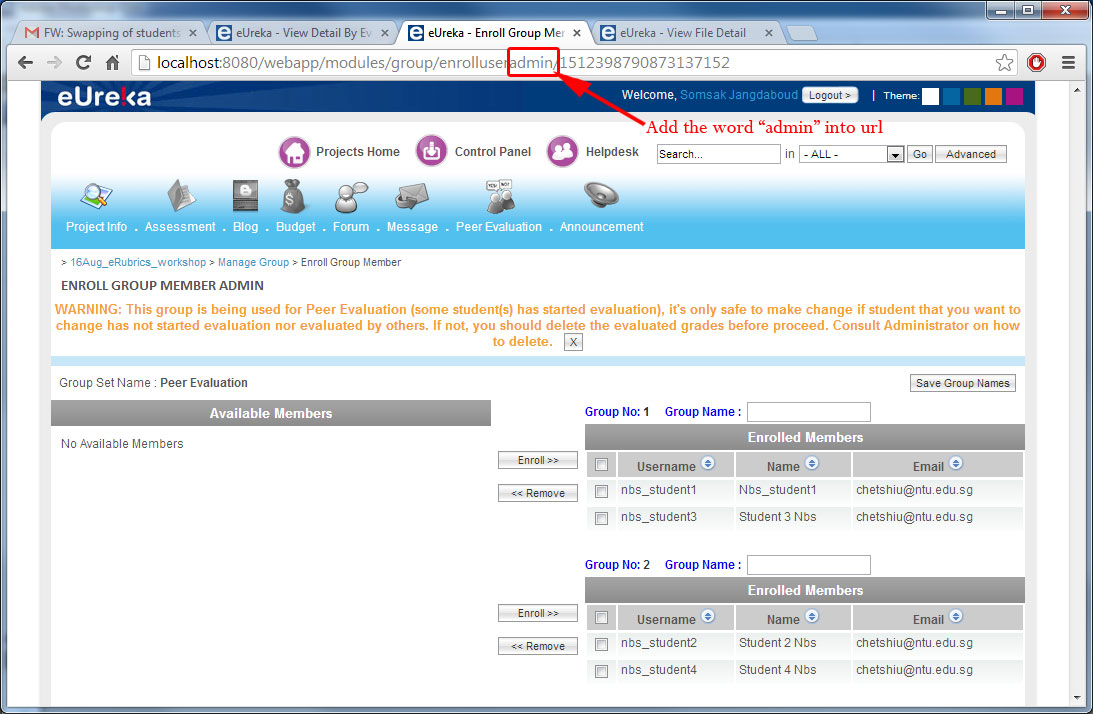 FW: Swapping of students
eUreka - View Detail By Ev
eUreka - Enroll Group Mem
eUreka - View File Detail
localhost:8080/webapp/modules/group/enrolluseradmin/1512398790873137152
eUreka
Welcome, Somsak Jangdaboud Logout > | Theme:
Add the word “admin” into url
Projects Home Control Panel Helpdesk Search... in - ALL - Go Advanced
Project Info . Assessment . Blog . Budget . Forum . Message . Peer Evaluation . Announcement
> 16Aug_eRubrics_workshop > Manage Group > Enroll Group Member
ENROLL GROUP MEMBER ADMIN
WARNING: This group is being used for Peer Evaluation (some student(s) has started evaluation), it's only safe to make change if student that you want to
change has not started evaluation nor evaluated by others. If not, you should delete the evaluated grades before proceed. Consult Administrator on how
to delete. X
Group Set Name : Peer Evaluation
Save Group Names
Available Members
No Available Members
Enroll >>
<< Remove
Group No: 1 Group Name :
Enrolled Members
Username Name Email
nbs_student1 Nbs_student1 chetshiu@ntu.edu.sg
nbs_student3 Student 3 Nbs chetshiu@ntu.edu.sg
Enroll >>
<< Remove
Group No: 2 Group Name :
Enrolled Members
Username Name Email
nbs_student2 Student 2 Nbs chetshiu@ntu.edu.sg
nbs_student4 Student 4 Nbs chetshiu@ntu.edu.sg